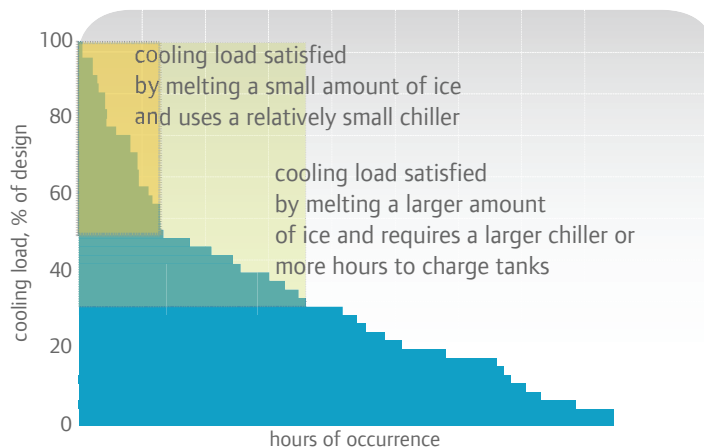 100
cooling load satisfied
by melting a small amount of ice
and uses a relatively small chiller
80
cooling load satisfied
by melting a larger amount
of ice and requires a larger chiller or
more hours to charge tanks
60
40
20
0
cooling load, % of design
hours of occurrence